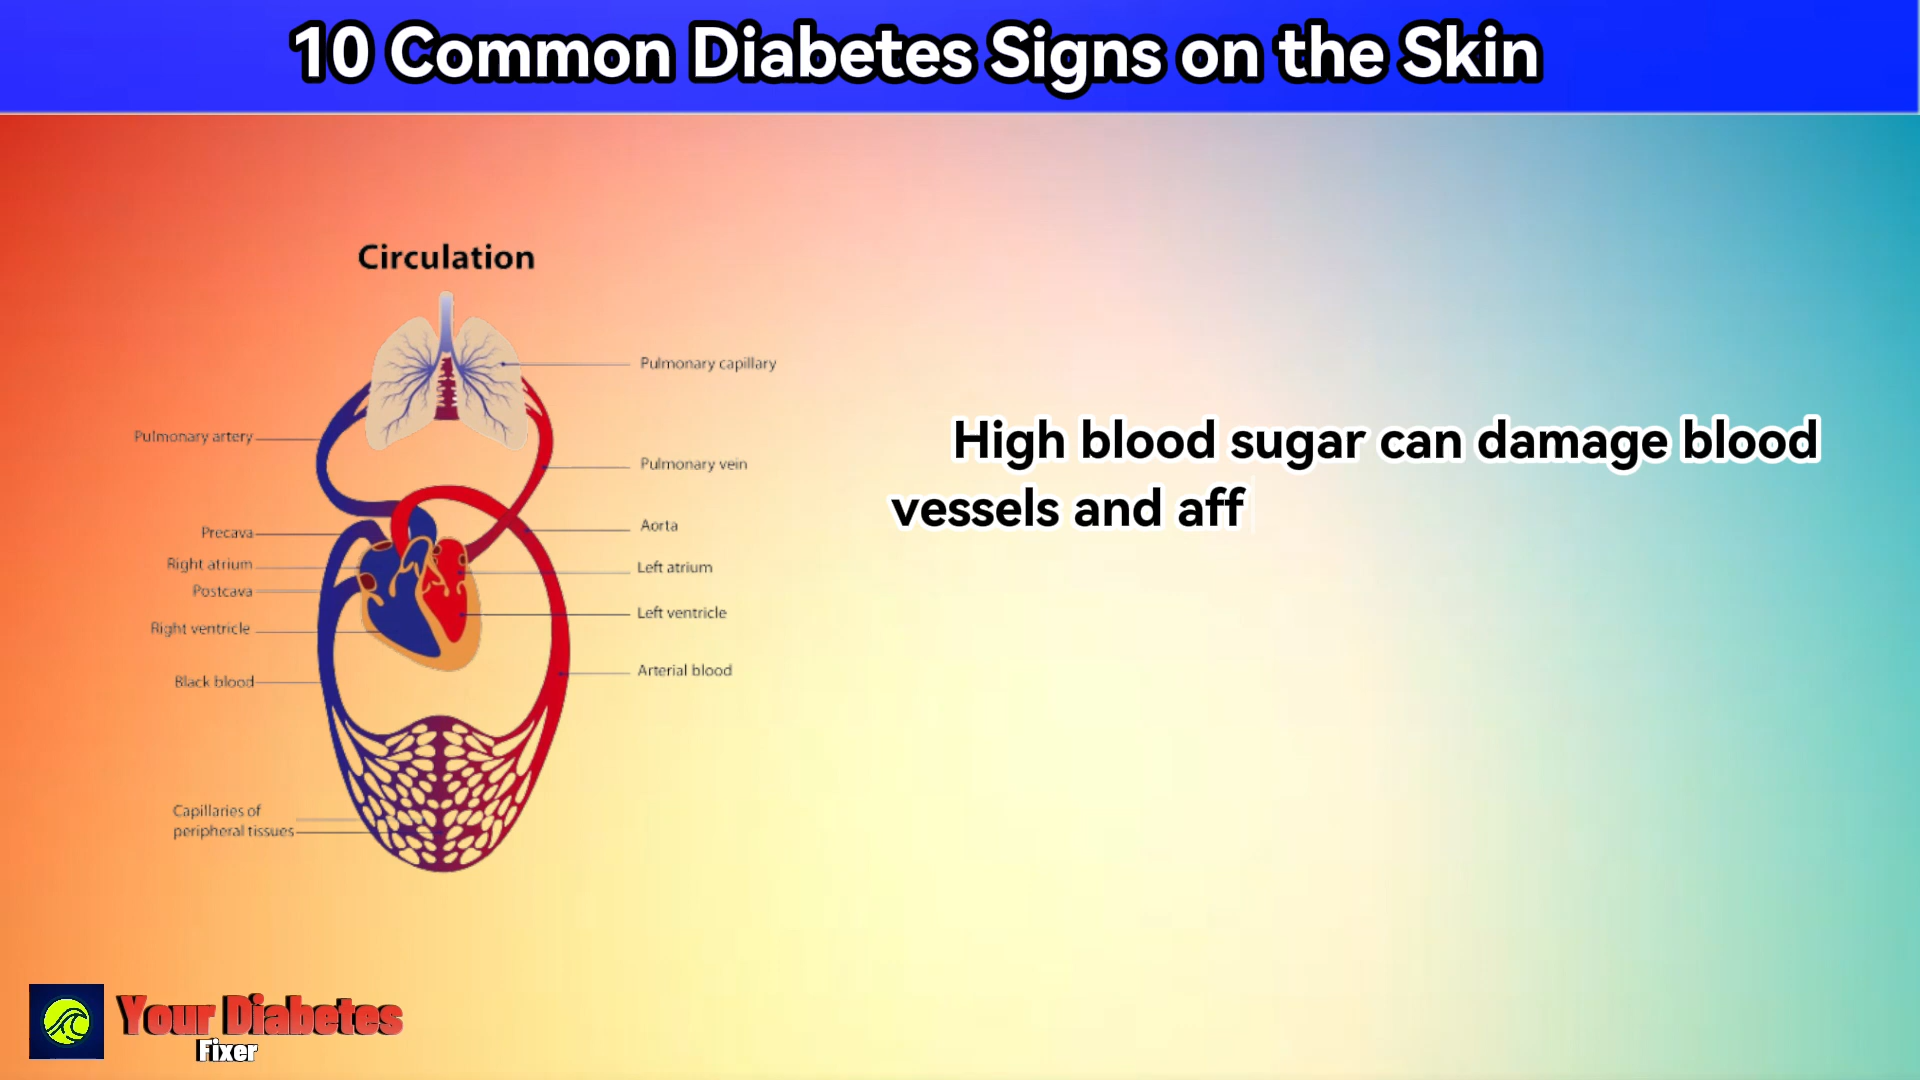 10 Common Diabetes Signs on the Skin
Circulation
Pulmonary capillary
Pulmonary artery
Pulmonary vein
Precava
Aorta
Right atrium
Left atrium
Postcava
Left ventricle
Right ventricle
Arterial blood
Black blood
Capillaries of
peripheral tissues
High blood sugar can damage blood
vessels and aff
Your Diabetes
Fixer